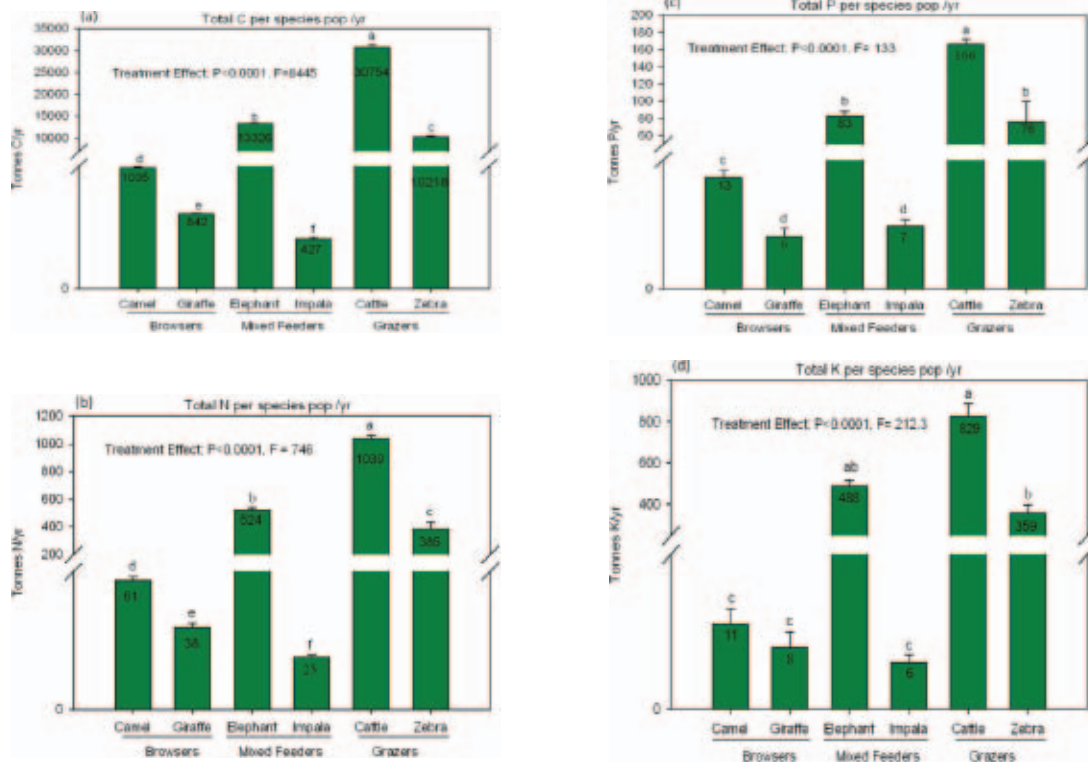 (a) Total C per species pop /yr
35000
30000
25000
20000
15000
10000
0
Tonnes C/yr
Treatment Effect: P<0.0001, F=8445
d e b f a c
1035 642 13326 427 30754 10218
Camel Giraffe Elephant Impala Cattle Zebra
Browsers Mixed Feeders Grazers
(c) Total P per species pop /yr
200
180
160
140
120
100
80
60
0
Tonnes P/yr
Treatment Effect: P<0.0001, F= 133
c d b d a b
13 83 7 166 76
Camel Giraffe Elephant Impala Cattle Zebra
Browsers Mixed Feeders Grazers
(b) Total N per species pop /yr
1200
1000
800
600
400
200
0
Tonnes N/yr
Treatment Effect: P<0.0001, F = 746
d e b f a c
61 38 524 23 1039 385
Camel Giraffe Elephant Impala Cattle Zebra
Browsers Mixed Feeders Grazers
(d) Total K per species pop /yr
1000
800
600
400
0
Tonnes K/yr
Treatment Effect: P<0.0001, F= 212.3
c c ab c a b
11 8 488 6 829 359
Camel Giraffe Elephant Impala Cattle Zebra
Browsers Mixed Feeders Grazers